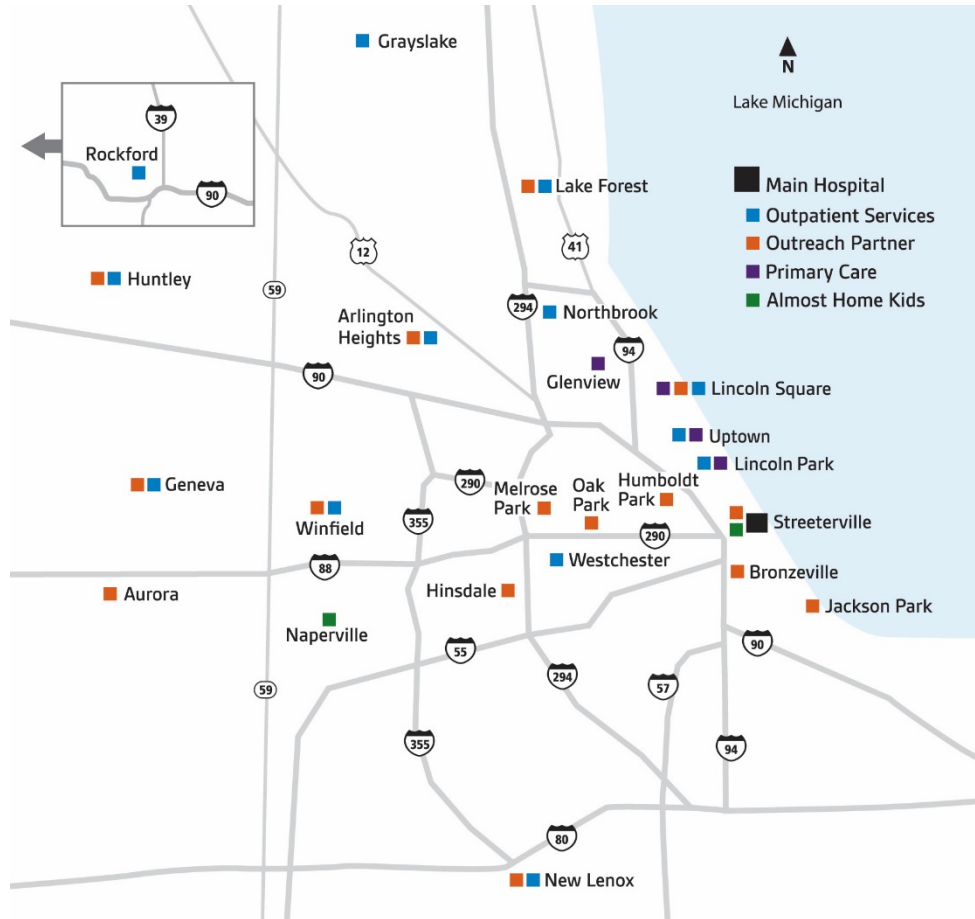 Grayslake
N
Lake Michigan
39
Rockford
90
Main Hospital
Outpatient Services
Outreach Partner
Primary Care
Almost Home Kids
Lake Forest
12
41
Huntley
59
294
Northbrook
Arlington
Heights
94
90
Glenview
Lincoln Square
Uptown
Lincoln Park
Geneva
290
Melrose
Park
Oak
Park
Humboldt
Park
Winfield
355
290
Streeterville
88
Westchester
Bronzeville
Aurora
Hinsdale
Jackson Park
Naperville
55
90
59
294
57
355
94
80
New Lenox